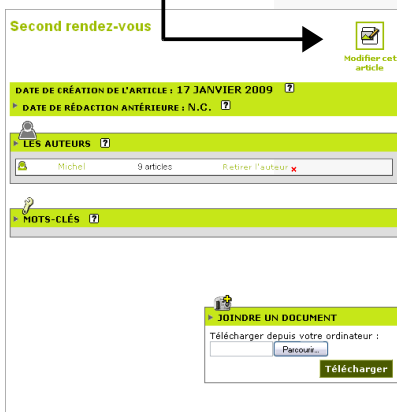 Second rendez-vous
Modifier cet
article
DATE DE CRÉATION DE L'ARTICLE : 17 JANVIER 2009 ?
DATE DE RÉDACTION ANTÉRIEURE : N.C. ?
LES AUTEURS ?
Michel 9 articles Retirer l'auteur
MOTS-CLÉS ?
JOINDRE UN DOCUMENT
Télécharger depuis votre ordinateur :
Parcourir...
Télécharger